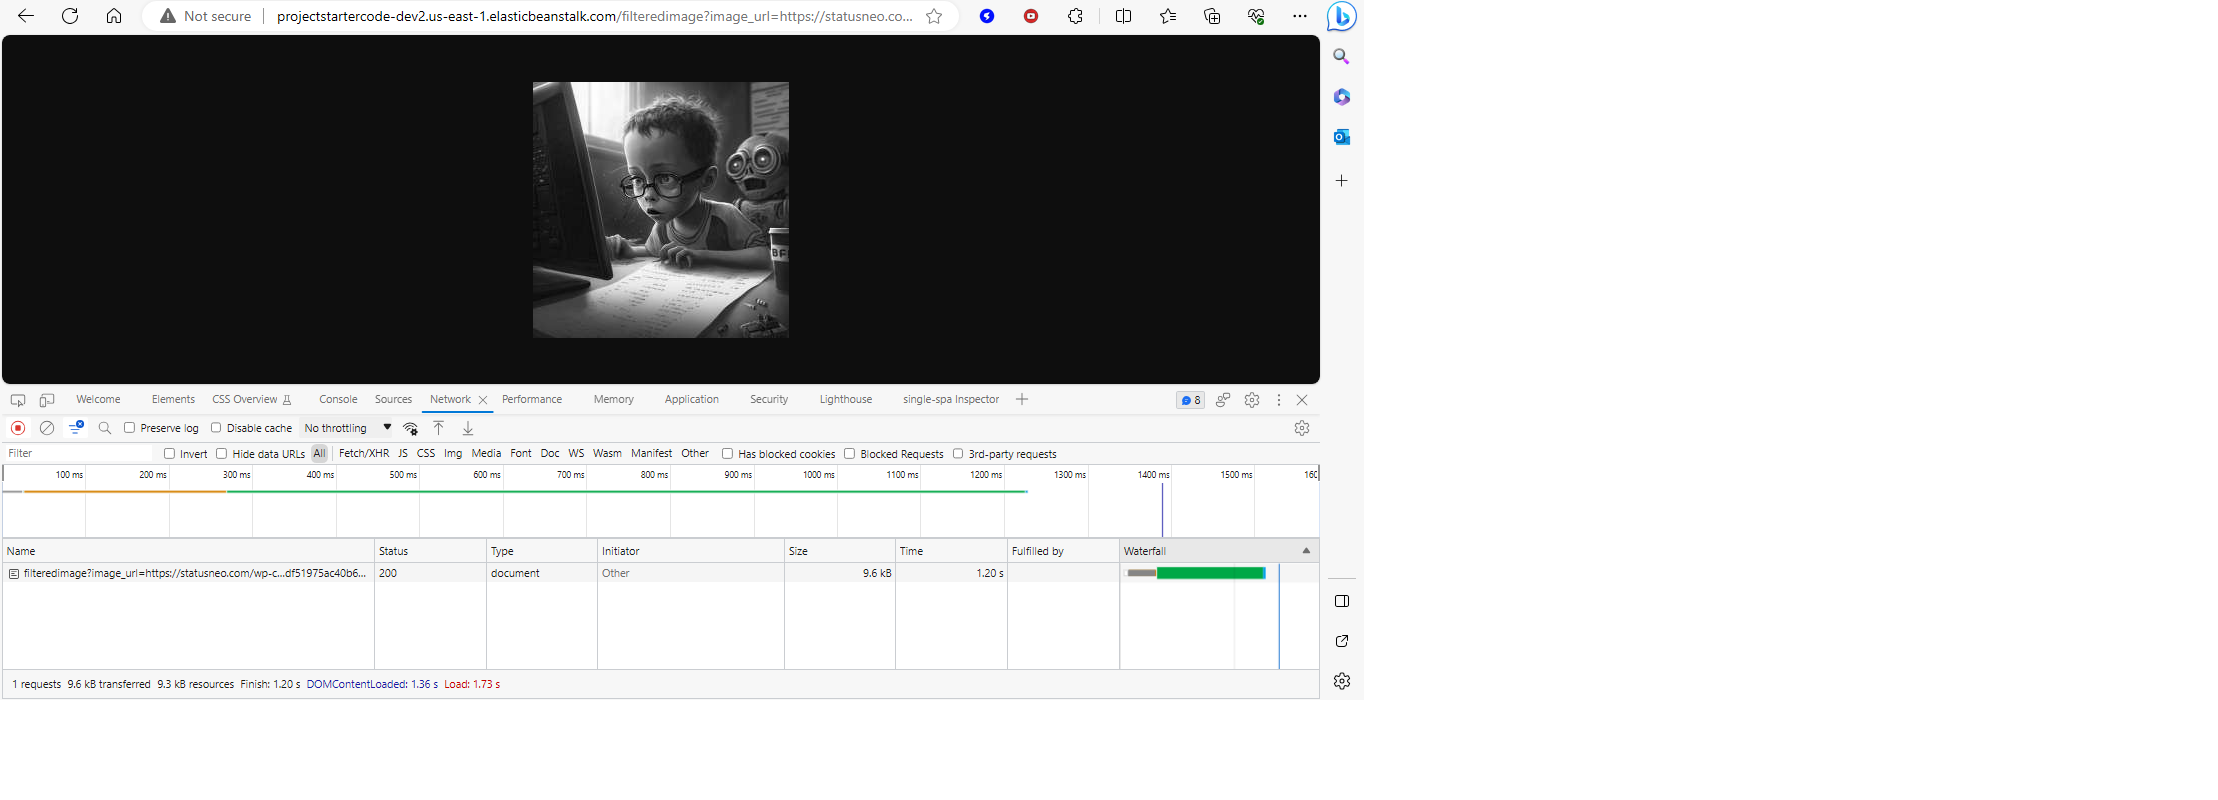 Not secure projectstartercode-dev2.us-east-1.elasticbeanstalk.com/filteredimage?image_url=https://statusneo.co...
BF
Welcome Elements CSS Overview Console Sources Network Performance Memory Application Security Lighthouse single-spa Inspector 8
Preserve log Disable cache No throttling
Filter Invert Hide data URLs All Fetch/XHR JS CSS Img Media Font Doc WS Wasm Manifest Other Has blocked cookies Blocked Requests 3rd-party requests
100 ms 200 ms 300 ms 400 ms 500 ms 600 ms 700 ms 800 ms 900 ms 1000 ms 1100 ms 1200 ms 1300 ms 1400 ms 1500 ms 160
Name Status Type Initiator Size Time Fulfilled by Waterfall
filteredimage?image_url=https://statusneo.com/wp-c...df51975ac40b6... 200 document Other 9.6 kB 1.20 s
1 requests 9.6 kB transferred 9.3 kB resources Finish: 1.20 s DOMContentLoaded: 1.36 s Load: 1.73 s